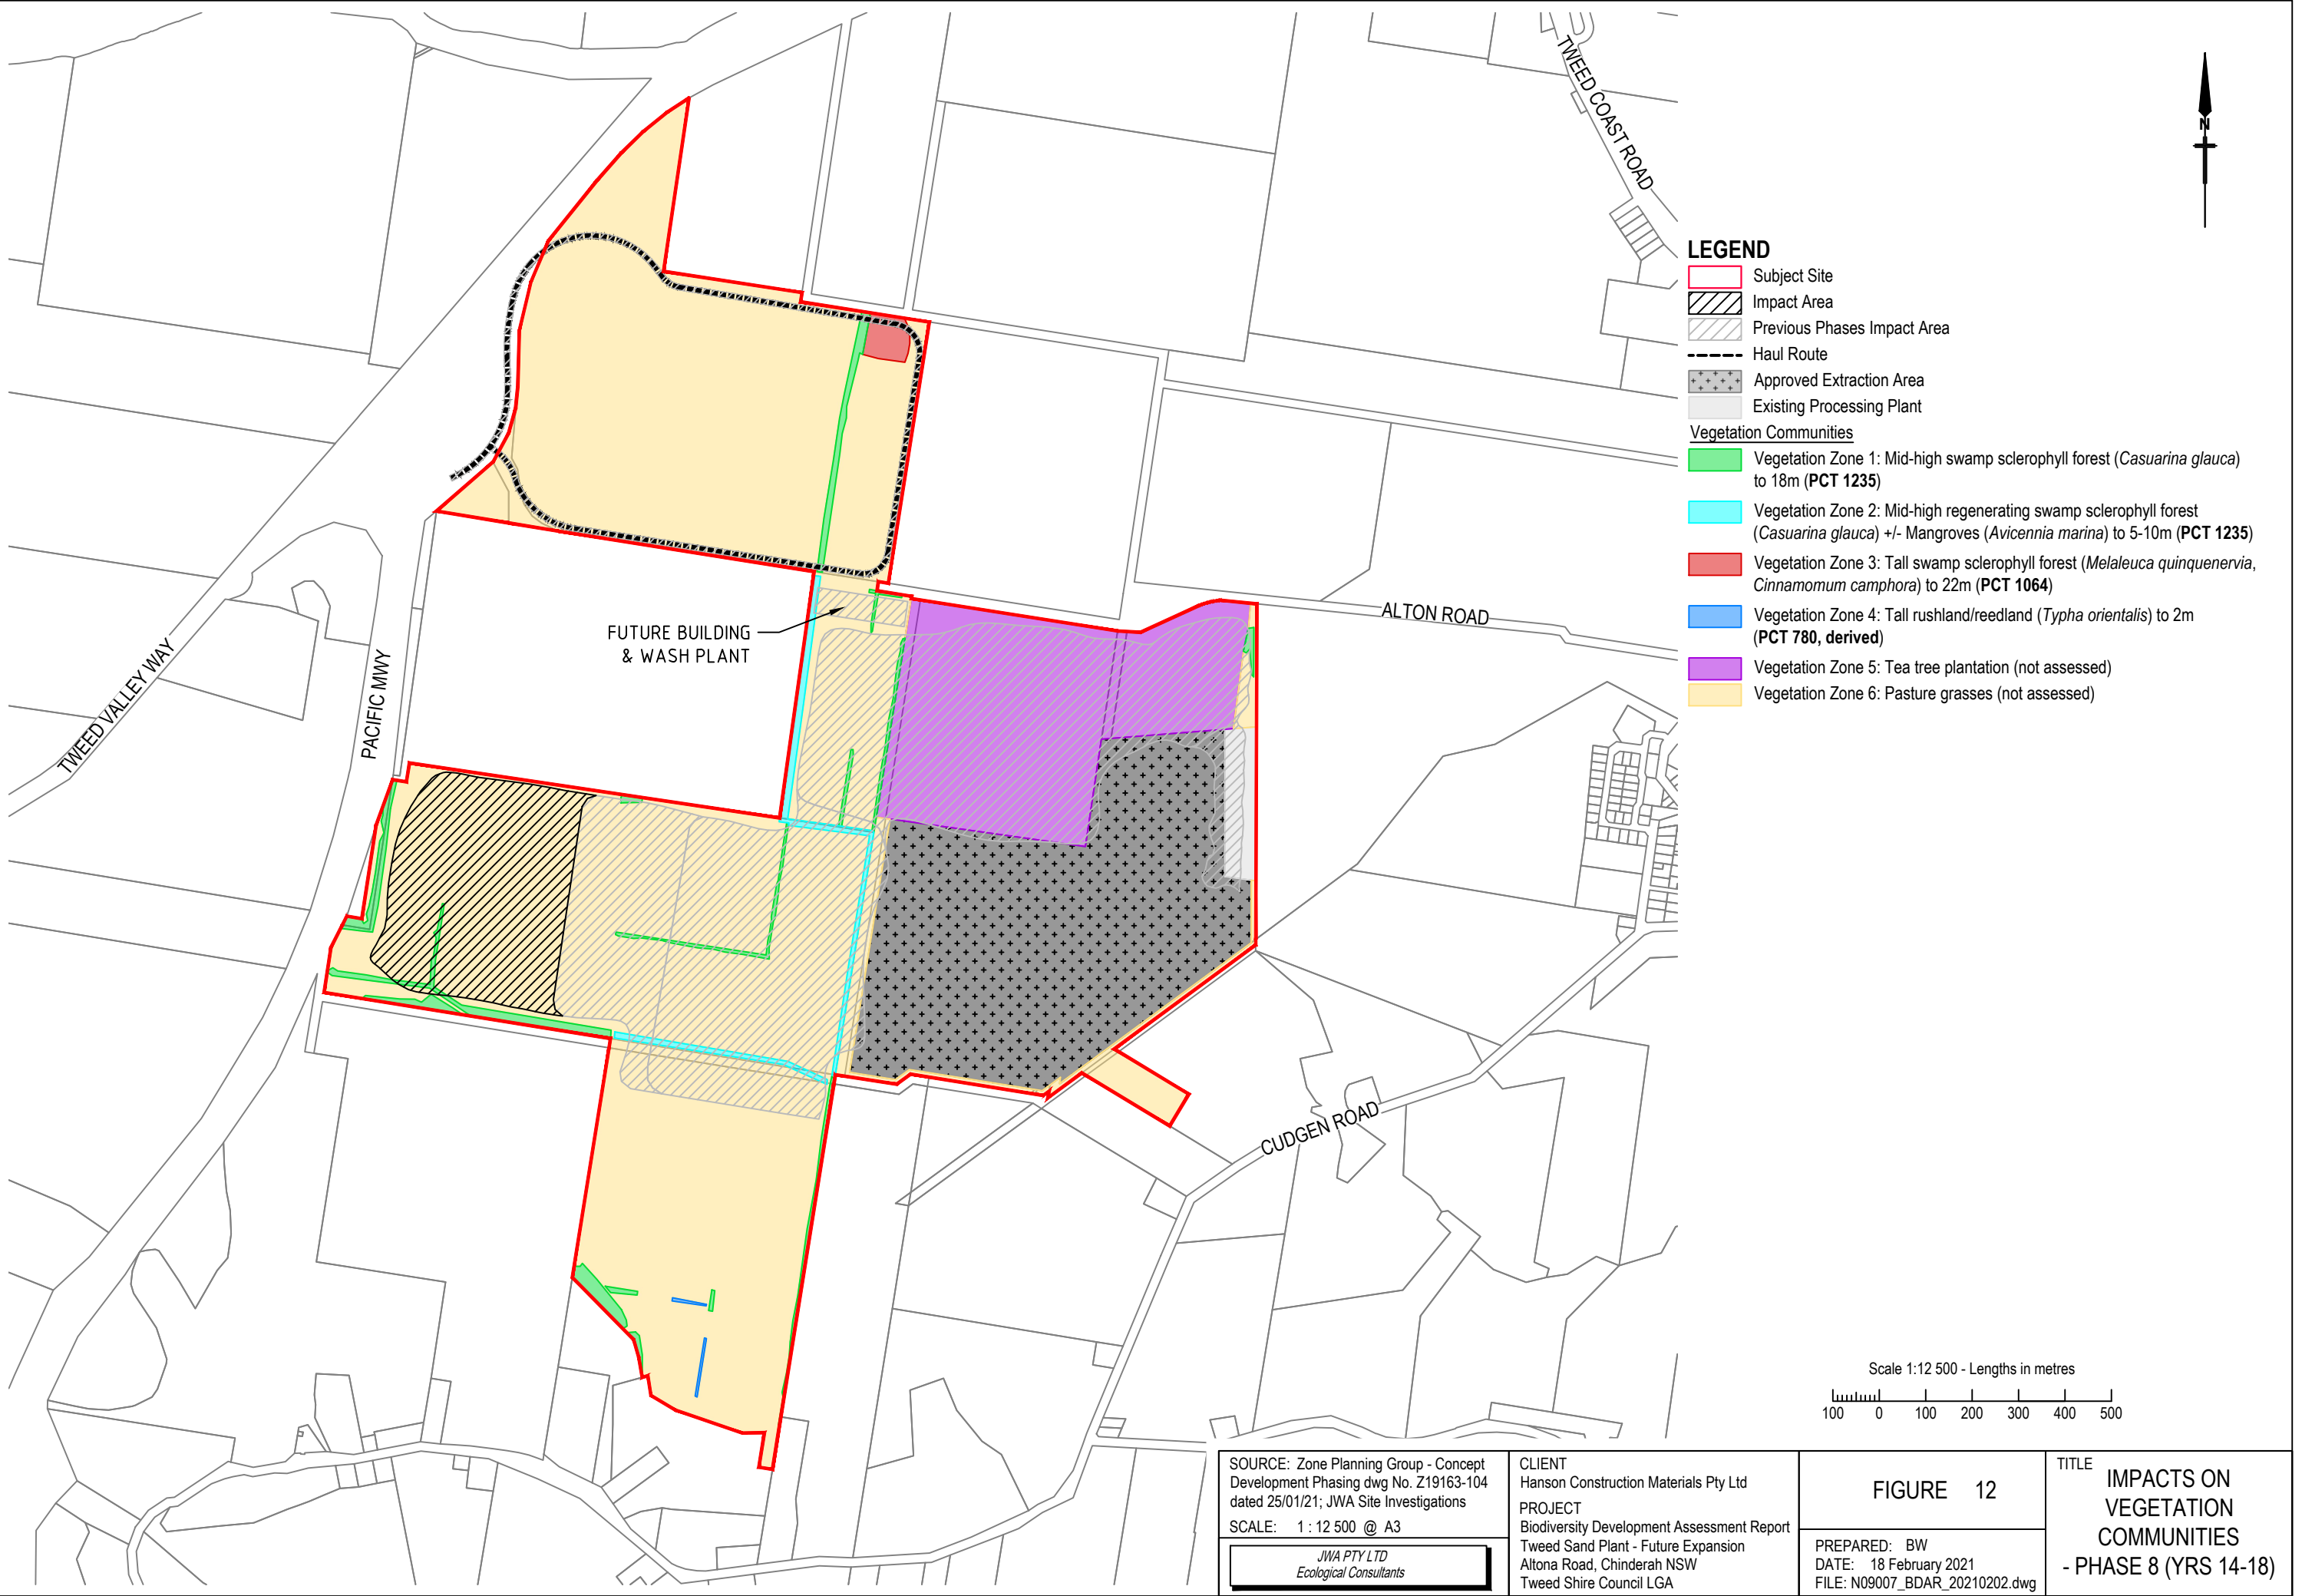 TWEED COAST ROAD
N
LEGEND
Subject Site
Impact Area
Previous Phases Impact Area
Haul Route
Approved Extraction Area
Existing Processing Plant
Vegetation Communities
Vegetation Zone 1: Mid-high swamp sclerophyll forest (Casuarina glauca)
to 18m (PCT 1235)
Vegetation Zone 2: Mid-high regenerating swamp sclerophyll forest
(Casuarina glauca) +/- Mangroves (Avicennia marina) to 5-10m (PCT 1235)
Vegetation Zone 3: Tall swamp sclerophyll forest (Melaleuca quinquenervia,
Cinnamomum camphora) to 22m (PCT 1064)
Vegetation Zone 4: Tall rushland/reedland (Typha orientalis) to 2m
(PCT 780, derived)
Vegetation Zone 5: Tea tree plantation (not assessed)
Vegetation Zone 6: Pasture grasses (not assessed)
ALTON ROAD
FUTURE BUILDING
& WASH PLANT
TWEED VALLEY WAY
PACIFIC MWY
CUDGEN ROAD
Scale 1:12 500 - Lengths in metres
100 0 100 200 300 400 500
SOURCE: Zone Planning Group - Concept
Development Phasing dwg No. Z19163-104
dated 25/01/21; JWA Site Investigations
SCALE: 1 : 12 500 @ A3
JWA PTY LTD
Ecological Consultants
CLIENT
Hanson Construction Materials Pty Ltd
PROJECT
Biodiversity Development Assessment Report
Tweed Sand Plant - Future Expansion
Altona Road, Chinderah NSW
Tweed Shire Council LGA
FIGURE 12
PREPARED: BW
DATE: 18 February 2021
FILE: N09007_BDAR_20210202.dwg
TITLE
IMPACTS ON
VEGETATION
COMMUNITIES
- PHASE 8 (YRS 14-18)